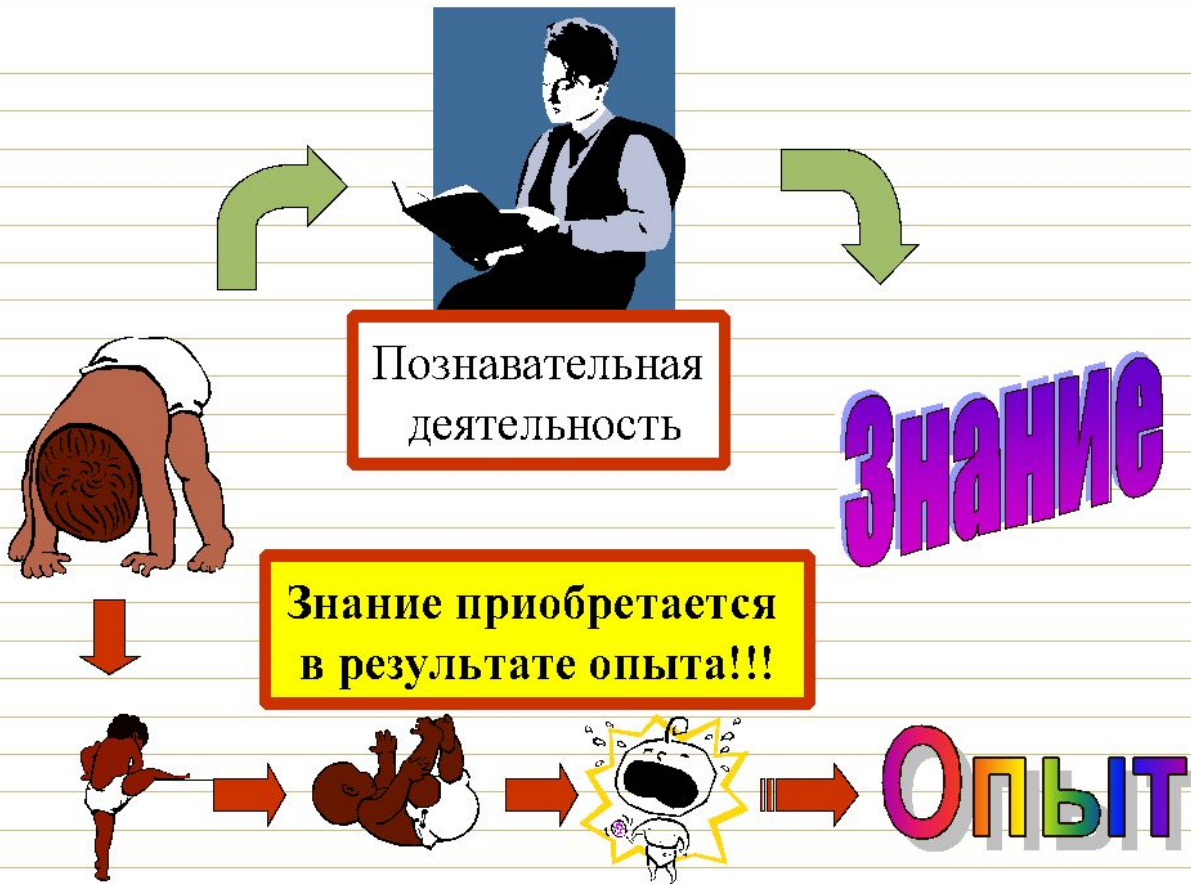 Познавательная
деятельность
Знание
Знание приобретается
в результате опыта!!!
Опыт